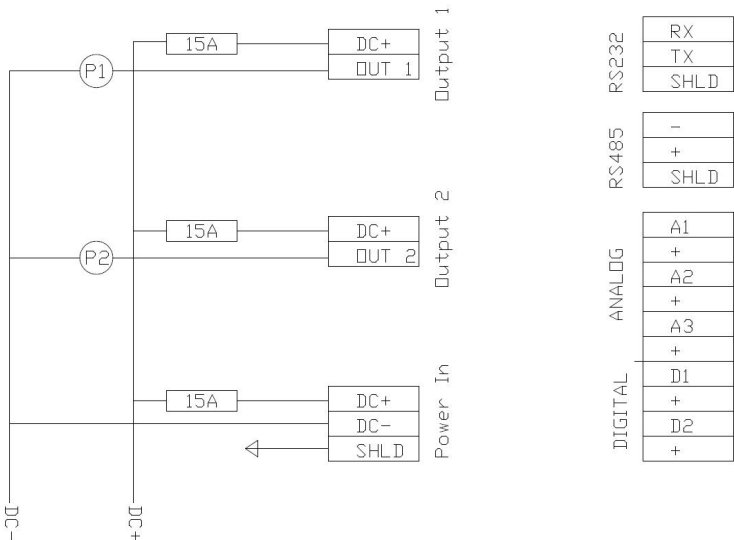 15A
DC+
P1
OUT 1
Output 1
15A
DC+
P2
OUT 2
Output 2
15A
DC+
DC-
SHLD
Power In
DC-
DC+
RS232
RX
TX
SHLD
RS485
-
+
SHLD
ANALOG
A1
+
A2
+
A3
+
DIGITAL
D1
+
D2
+